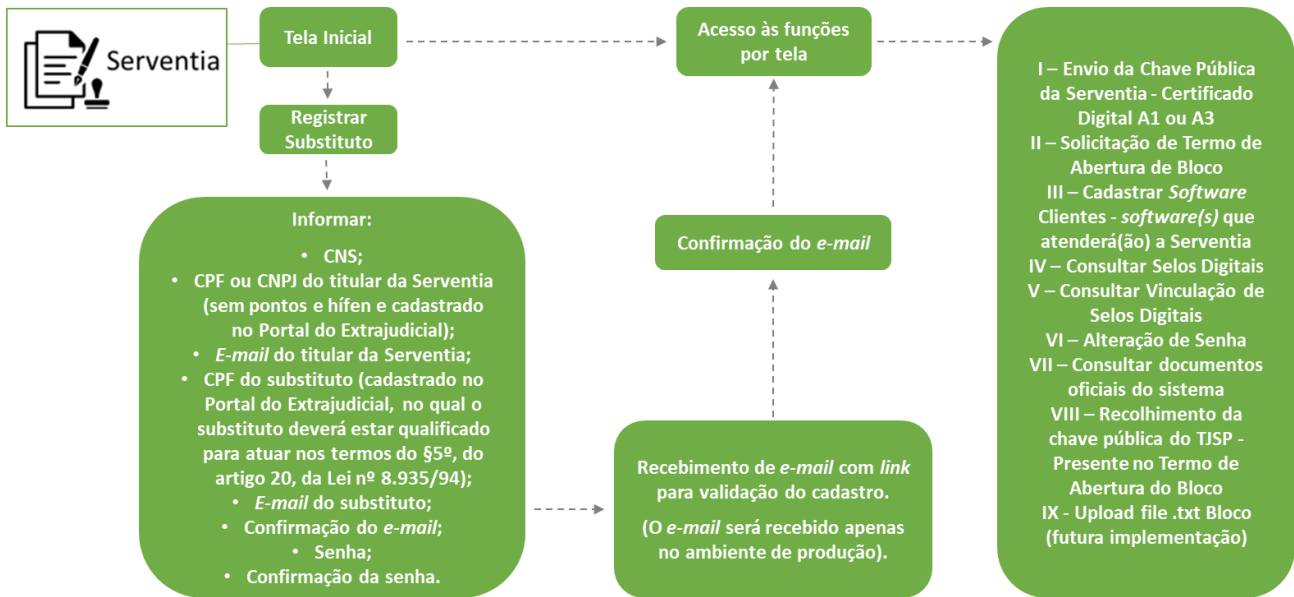 Serventia
Tela Inicial
Registrar
Substituto
Informar:
• CNS;
• CPF ou CNPJ do titular da Serventia
(sem pontos e hífen e cadastrado
no Portal do Extrajudicial);
• E-mail do titular da Serventia;
• CPF do substituto (cadastrado no
Portal do Extrajudicial, no qual o
substituto deverá estar qualificado
para atuar nos termos do §5º, do
artigo 20, da Lei nº 8.935/94);
• E-mail do substituto;
• Confirmação do e-mail;
• Senha;
• Confirmação da senha.
Recebimento de e-mail com link
para validação do cadastro.
(O e-mail será recebido apenas
no ambiente de produção).
Confirmação do e-mail
Acesso às funções
por tela
I – Envio da Chave Pública
da Serventia - Certificado
Digital A1 ou A3
II – Solicitação de Termo de
Abertura de Bloco
III – Cadastrar Software
Clientes - software(s) que
atenderá(ão) a Serventia
IV – Consultar Selos Digitais
V – Consultar Vinculação de
Selos Digitais
VI – Alteração de Senha
VII – Consultar documentos
oficiais do sistema
VIII – Recolhimento da
chave pública do TJSP -
Presente no Termo de
Abertura do Bloco
IX - Upload file .txt Bloco
(futura implementação)